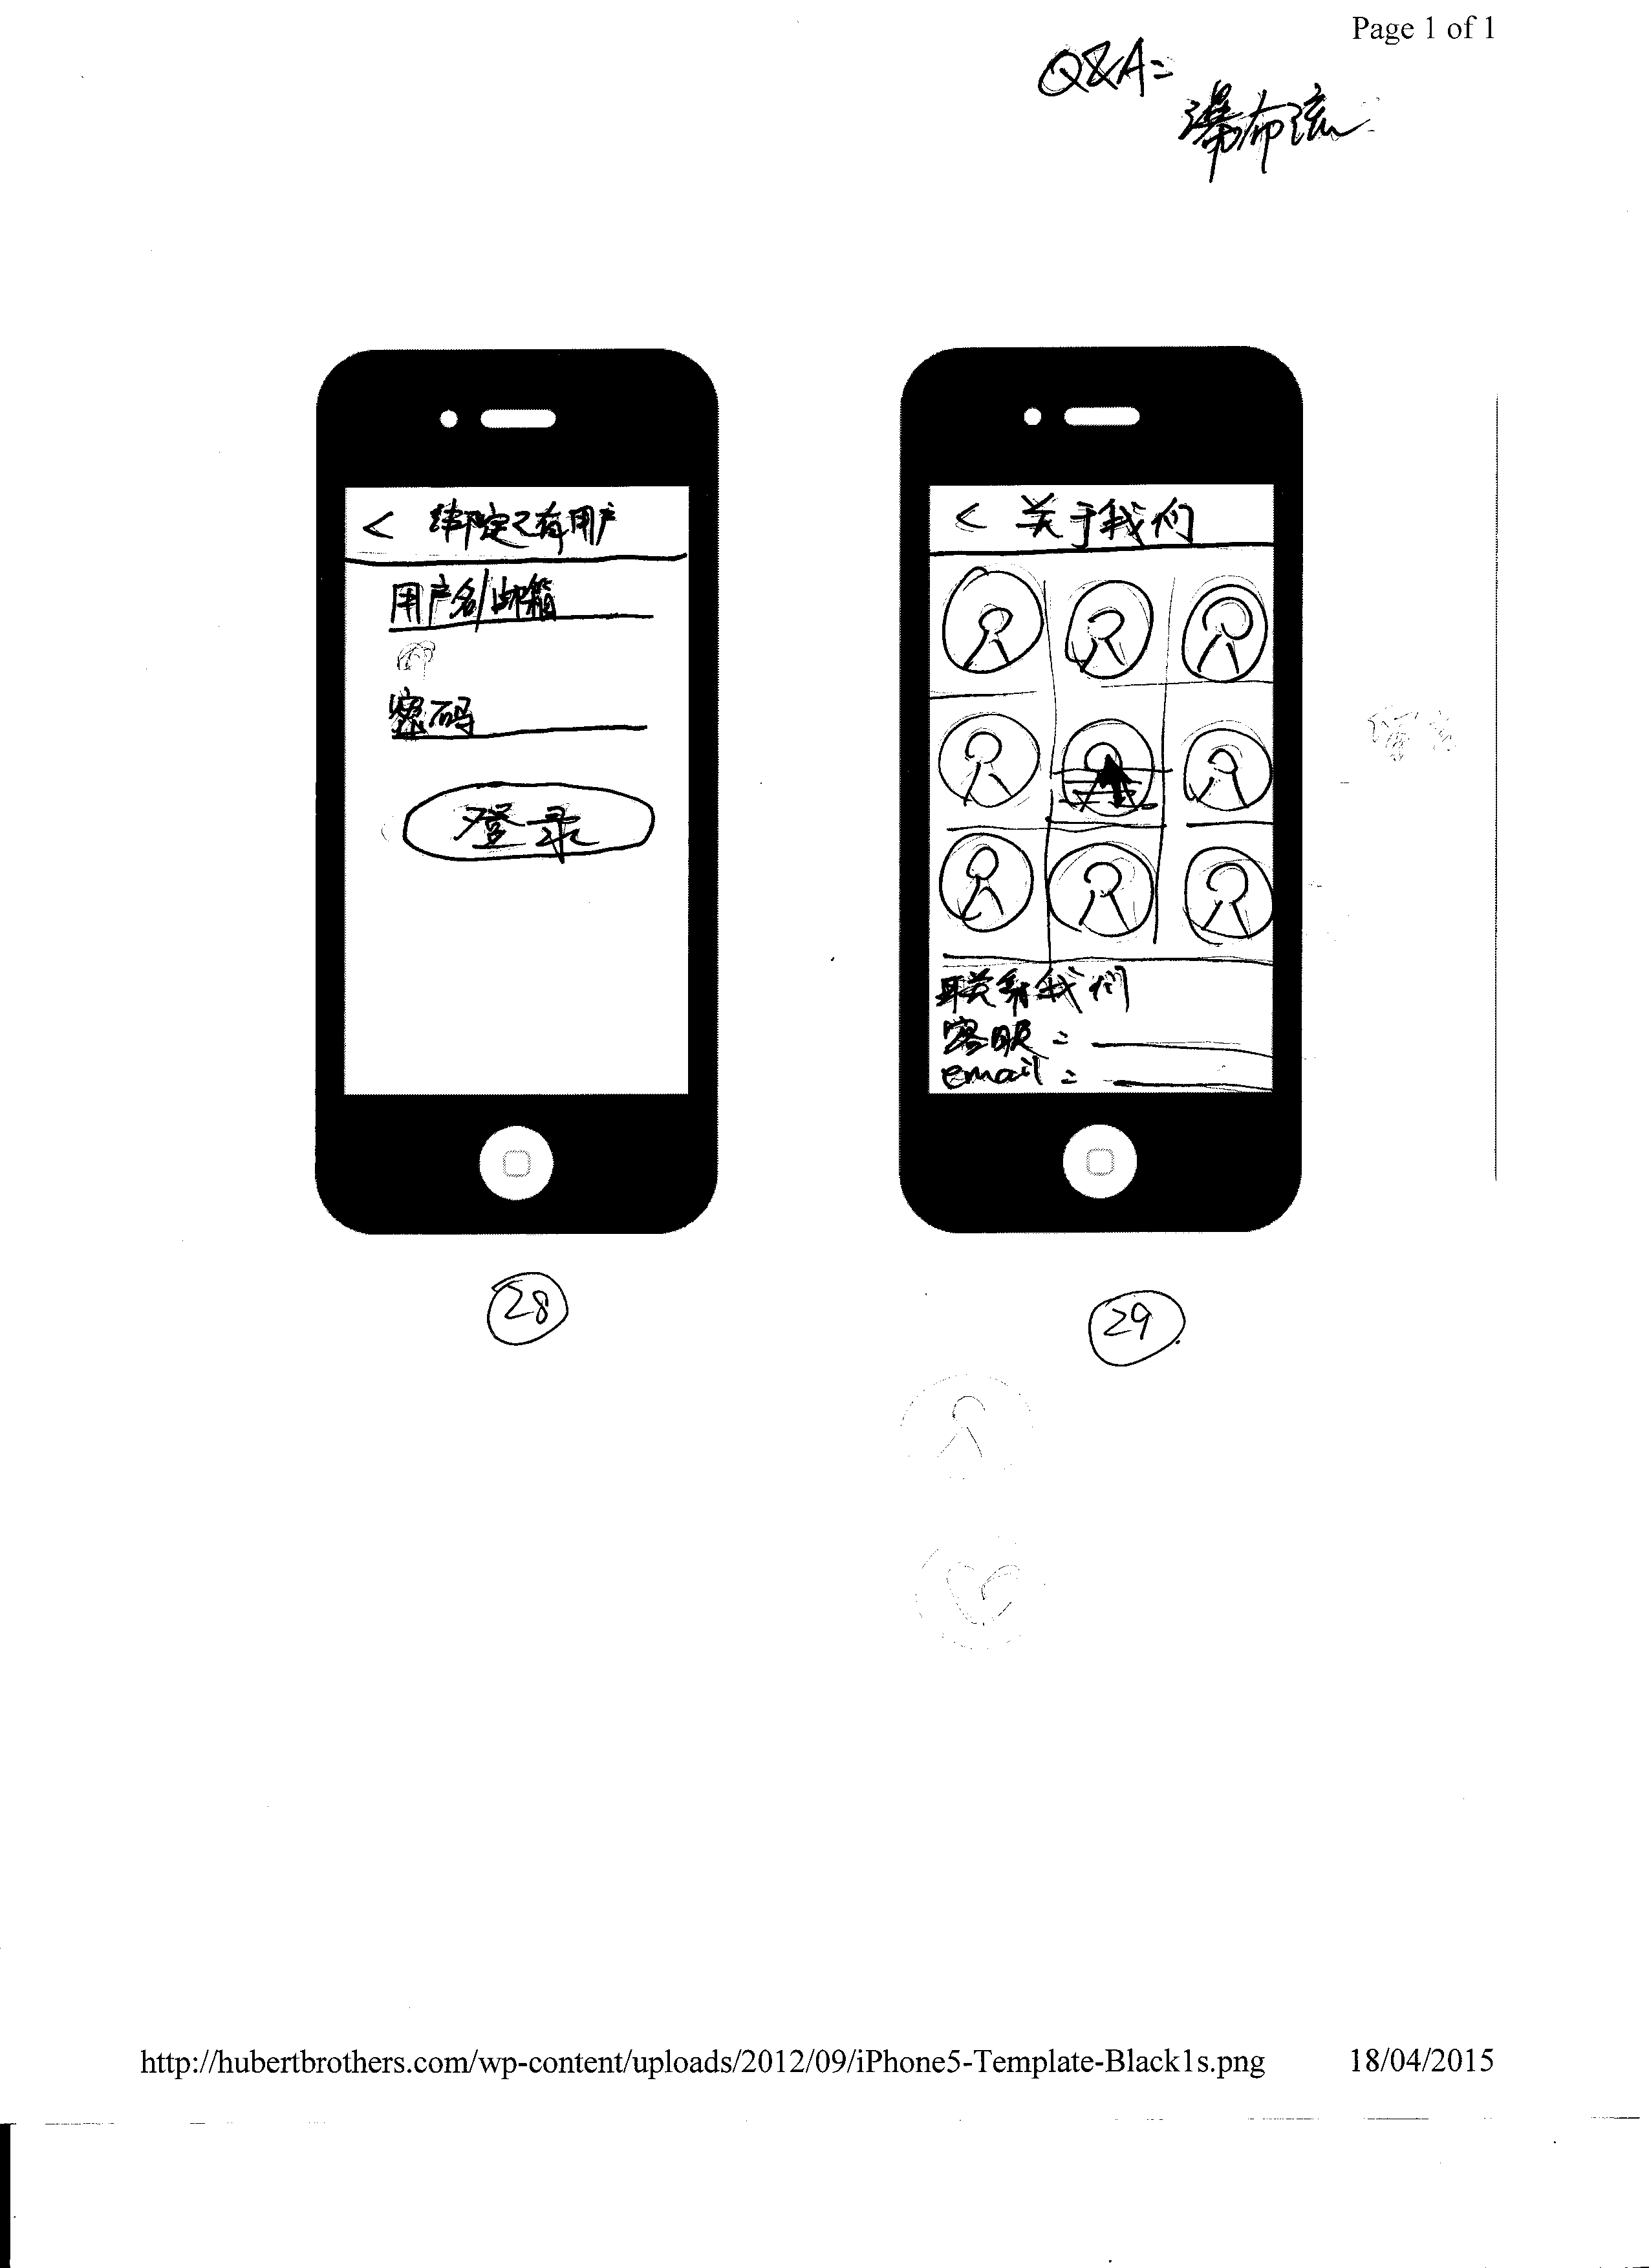 Page 1 of 1
Q&A:
瀑布流
< 绑定已有用户
用户名/邮箱
密码
登录
28
< 关于我们
联系我们
客服:
email:
29
http://hubertbrothers.com/wp-content/uploads/2012/09/iPhone5-Template-Black1s.png
18/04/2015